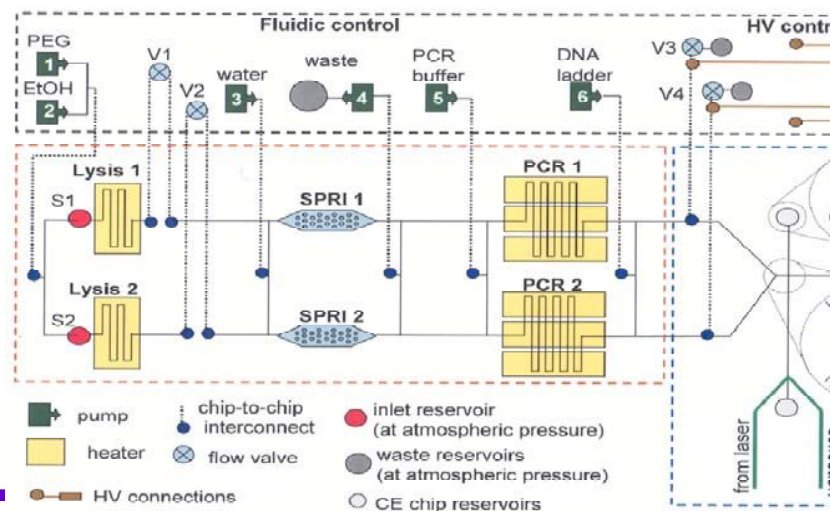 Fluidic control
HV contr
PEG
1
EtOH
2
V1
V2
water
3
waste
4
PCR
buffer
5
DNA
ladder
6
V3
V4
Lysis 1
S1
SPRI 1
PCR 1
Lysis 2
S2
SPRI 2
PCR 2
pump
heater
HV connections
chip-to-chip
interconnect
flow valve
inlet reservoir
(at atmospheric pressure)
waste reservoirs
(at atmospheric pressure)
CE chip reservoirs
from laser